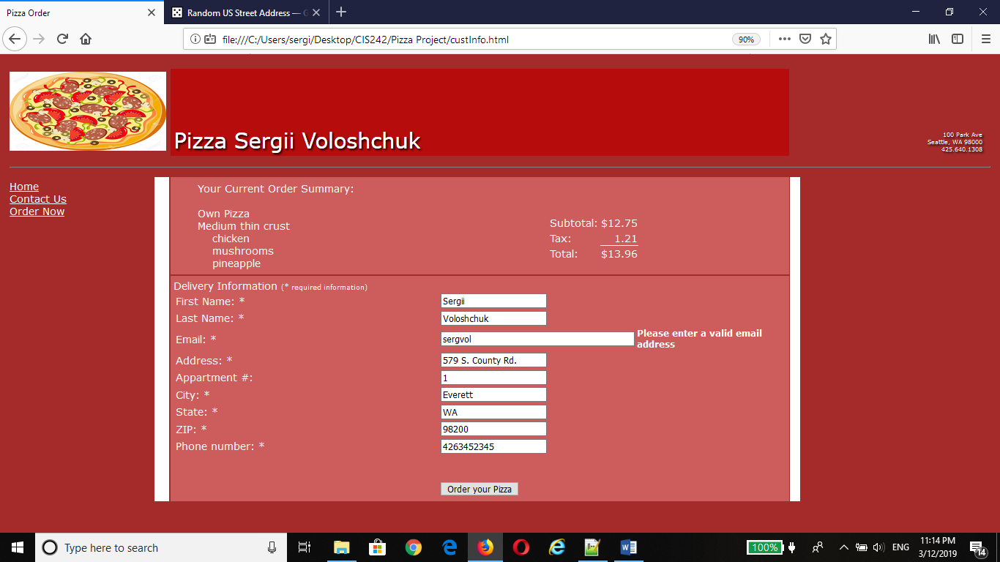 Pizza Order
Random US Street Address — G
file:///C:/Users/sergi/Desktop/CIS242/Pizza Project/custInfo.html
90%
Pizza Sergii Voloshchuk
100 Park Ave
Seattle, WA 98000
425.640.1308
Home
Contact Us
Order Now
Your Current Order Summary:
Own Pizza
Medium thin crust
chicken
mushrooms
pineapple
Subtotal: $12.75
Tax: 1.21
Total: $13.96
Delivery Information (* required information)
First Name: * Sergii
Last Name: * Voloshchuk
Email: * sergvol Please enter a valid email
address
Address: * 579 S. County Rd.
Appartment #: 1
City: * Everett
State: * WA
ZIP: * 98200
Phone number: * 4263452345
Order your Pizza
Type here to search
100%
ENG
11:14 PM
3/12/2019
14